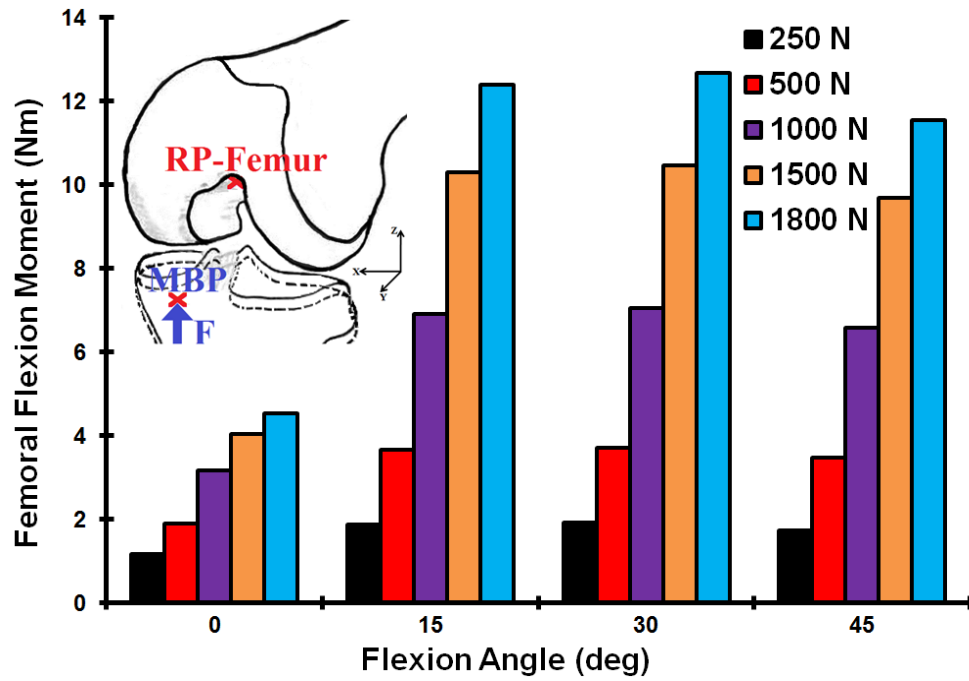 Femoral Flexion Moment (Nm)
14
12
10
8
6
4
2
0
250 N
500 N
1000 N
1500 N
1800 N
RP-Femur
MBP
F
Z
X
Y
0
15
30
45
Flexion Angle (deg)